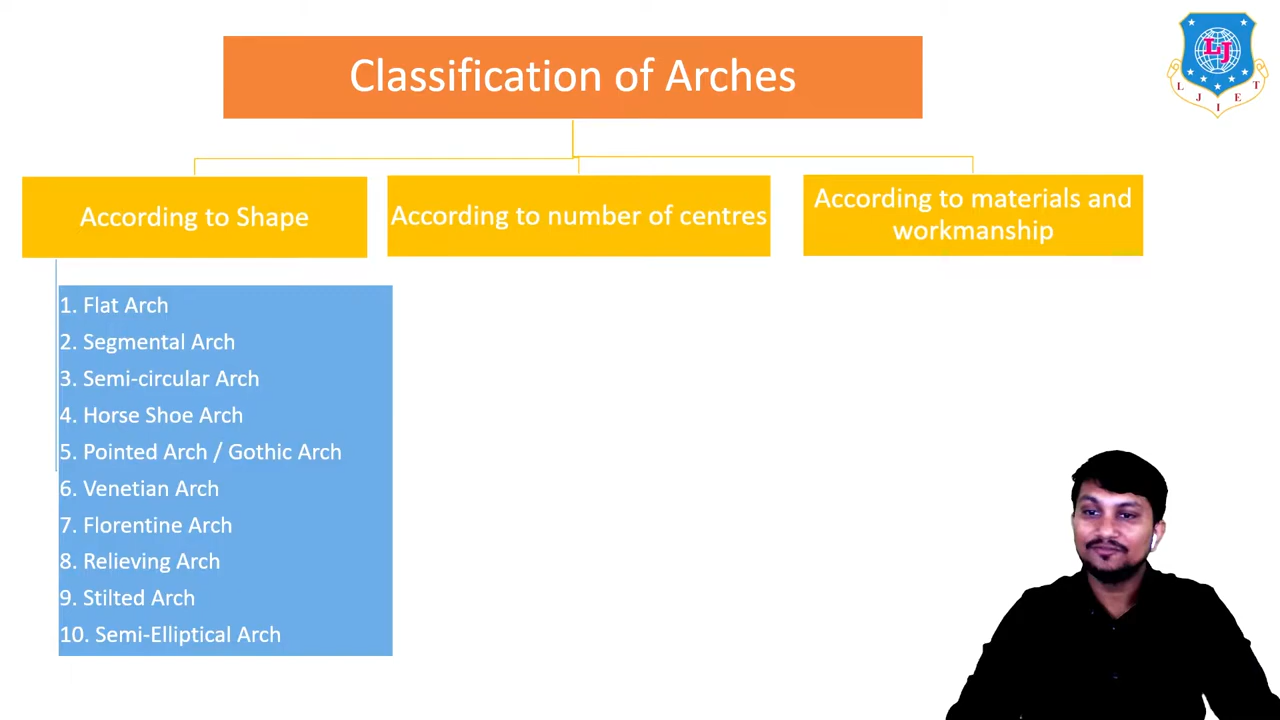 Classification of Arches
LJ
L J I E T
According to Shape
According to number of centres
According to materials and
workmanship
1. Flat Arch
2. Segmental Arch
3. Semi-circular Arch
4. Horse Shoe Arch
5. Pointed Arch / Gothic Arch
6. Venetian Arch
7. Florentine Arch
8. Relieving Arch
9. Stilted Arch
10. Semi-Elliptical Arch